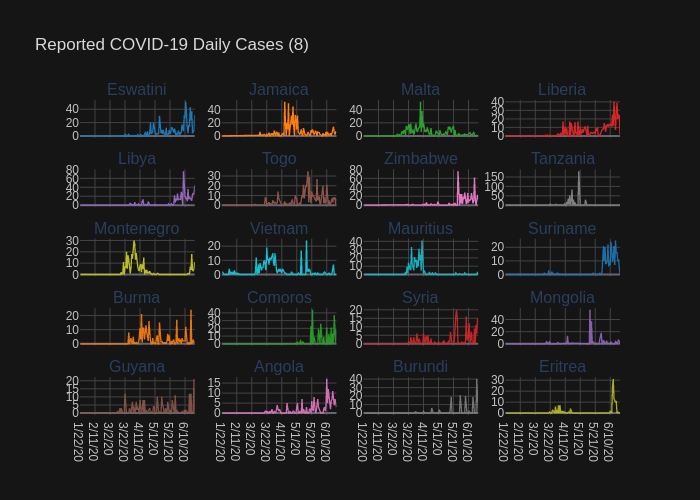 Reported COVID-19 Daily Cases (8)
Eswatini Jamaica Malta Liberia
40 20 0 40 20 0 40 20 0 40 30 20 10 0
Libya Togo Zimbabwe Tanzania
80 60 40 20 0 30 20 10 0 80 60 40 20 0 150 100 50 0
Montenegro Vietnam Mauritius Suriname
30 20 10 0 20 10 0 40 30 20 10 0 20 10 0
Burma Comoros Syria Mongolia
20 10 0 40 30 20 10 0 20 15 10 5 0 40 20 0
Guyana Angola Burundi Eritrea
20 15 10 5 0 15 10 5 0 40 30 20 10 0 30 20 10 0
1/22/20 2/11/20 3/2/20 3/22/20 4/11/20 5/1/20 5/21/20 6/10/20 1/22/20 2/11/20 3/2/20 3/22/20 4/11/20 5/1/20 5/21/20 6/10/20 1/22/20 2/11/20 3/2/20 3/22/20 4/11/20 5/1/20 5/21/20 6/10/20 1/22/20 2/11/20 3/2/20 3/22/20 4/11/20 5/1/20 5/21/20 6/10/20